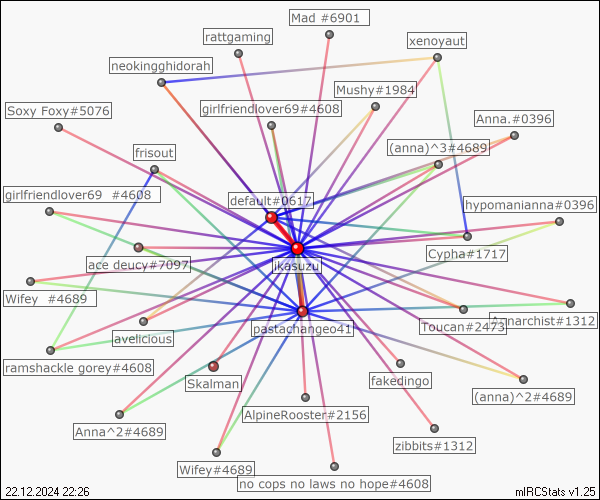 Mad #6901
rattgaming
xenoyaut
neokingghidorah
Mushy#1984
Soxy Foxy#5076
girlfriendlover69#4608
Anna.#0396
(anna)^3#4689
frisout
girlfriendlover69 #4608
default#0617
hypomanianna#0396
Cypha#1717
ace deucy#7097
ikasuzu
Wifey #4689
pastachangeo41
Toucan#2473
Annarchist#1312
avelicious
ramshackle gorey#4608
Skalman
fakedingo
(anna)^2#4689
AlpineRooster#2156
Anna^2#4689
zibbits#1312
Wifey#4689
no cops no laws no hope#4608
22.12.2024 22:26
mIRCStats v1.25